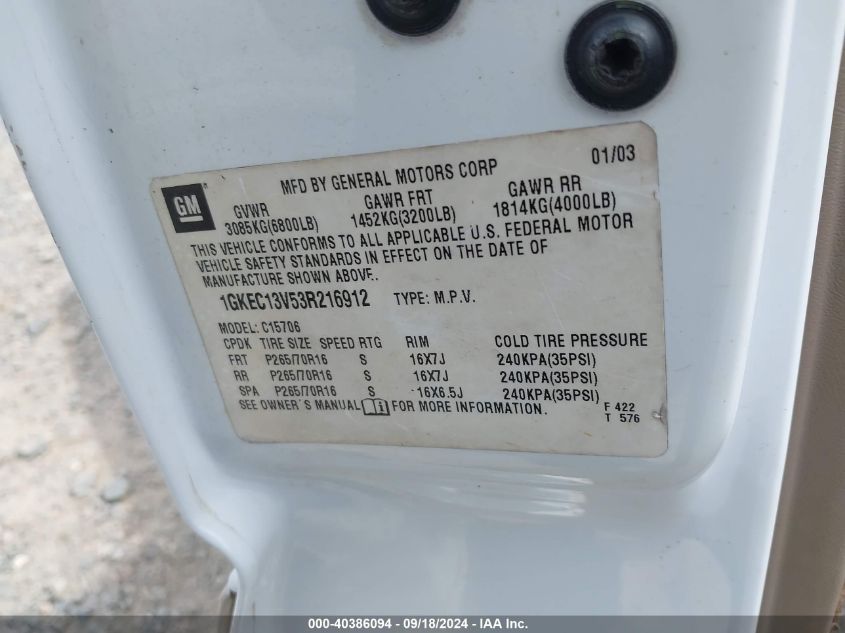 GM
MFD BY GENERAL MOTORS CORP 01/03
GVWR GAWR FRT GAWR RR
3085KG(6800LB) 1452KG(3200LB) 1814KG(4000LB)
THIS VEHICLE CONFORMS TO ALL APPLICABLE U.S. FEDERAL MOTOR
VEHICLE SAFETY STANDARDS IN EFFECT ON THE DATE OF
MANUFACTURE SHOWN ABOVE..
1GKEC13V53R216912 TYPE: M.P.V.
MODEL: C15706
CPDK TIRE SIZE SPEED RTG RIM COLD TIRE PRESSURE
FRT P265/70R16 S 16X7J 240KPA(35PSI)
RR P265/70R16 S 16X7J 240KPA(35PSI)
SPA P265/70R16 S 16X6.5J 240KPA(35PSI)
SEE OWNER'S MANUAL i FOR MORE INFORMATION. F 422
T 576
000-40386094 - 09/18/2024 - IAA Inc.